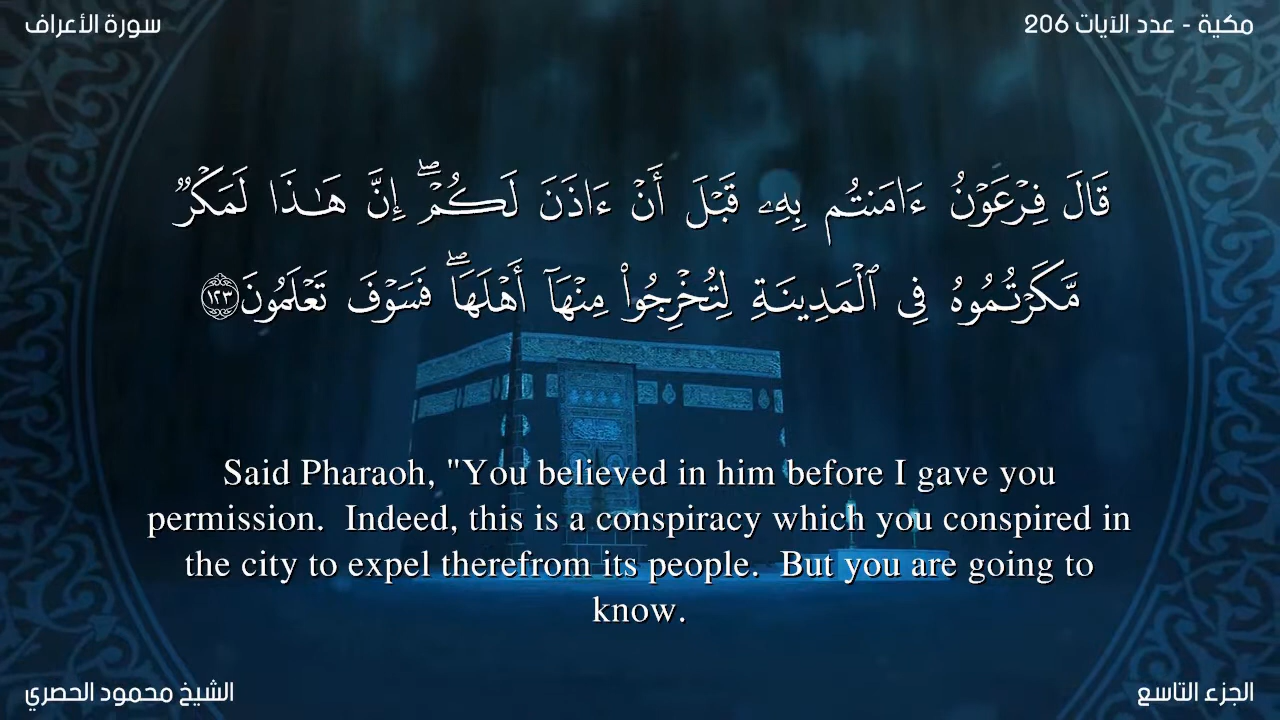 سورة الأعراف
مكية - عدد الآيات 206
قَالَ فِرْعَوْنُ ءَامَنتُم بِهِۦ قَبْلَ أَنْ ءَاذَنَ لَكُمْ ۖ إِنَّ هَـٰذَا لَمَكْرٌ
مَّكَرْتُمُوهُ فِى ٱلْمَدِينَةِ لِتُخْرِجُوا۟ مِنْهَآ أَهْلَهَا ۖ فَسَوْفَ تَعْلَمُونَ ١٢٣
Said Pharaoh, "You believed in him before I gave you
permission.  Indeed, this is a conspiracy which you conspired in
the city to expel therefrom its people.  But you are going to
know.
الشيخ محمود الحصري
الجزء التاسع